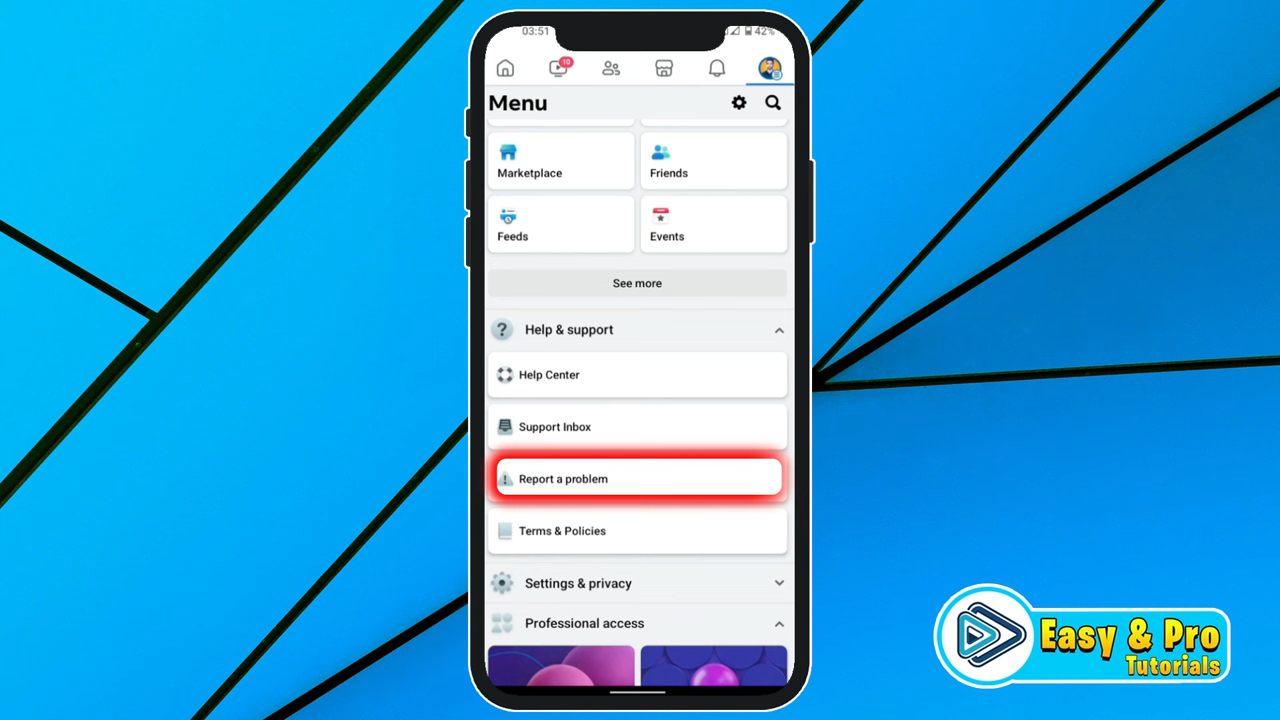 03:51
42%
10
Menu
Marketplace
Friends
Feeds
Events
See more
Help & support
Help Center
Support Inbox
Report a problem
Terms & Policies
Settings & privacy
Professional access
Easy & Pro
Tutorials